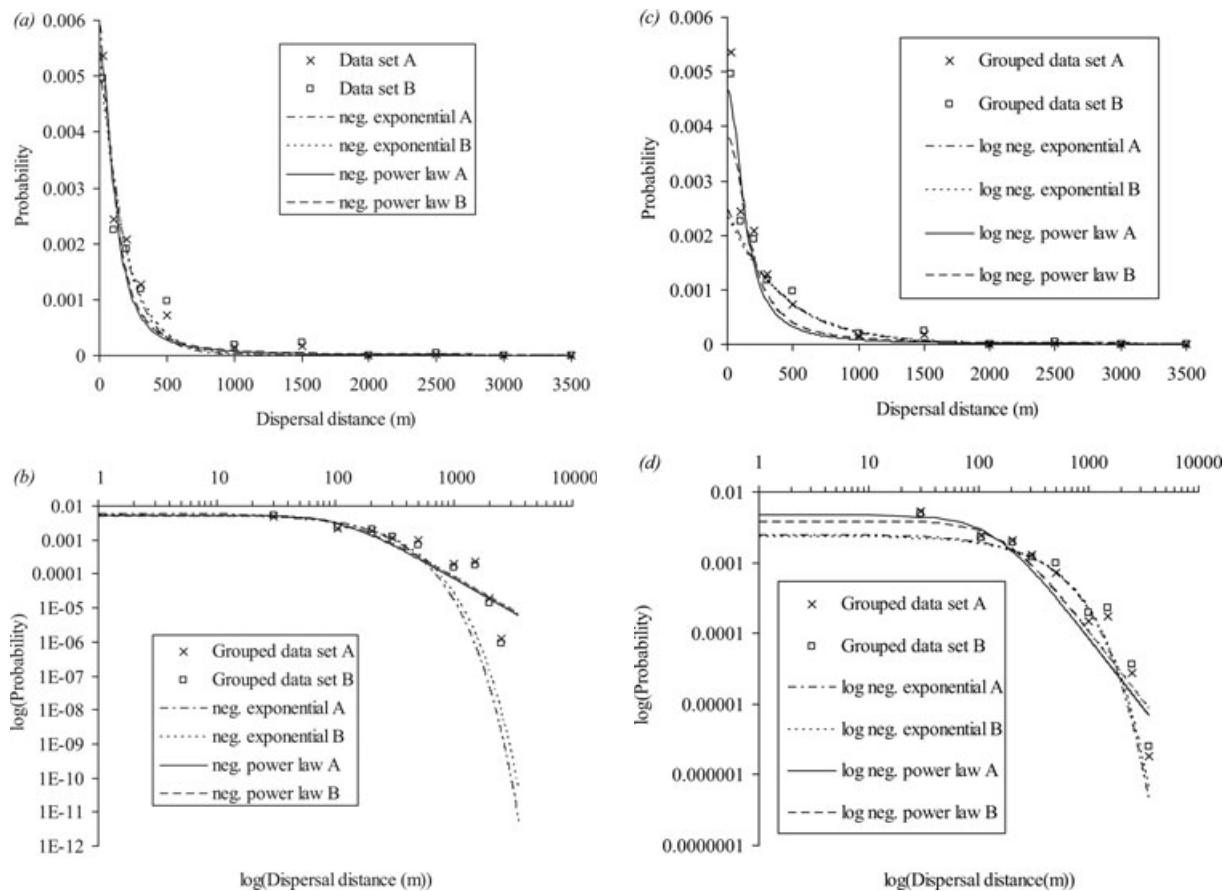 (a)
0.006
0.005
0.004
0.003
0.002
0.001
0
Probability
Data set A
Data set B
neg. exponential A
neg. exponential B
neg. power law A
neg. power law B
0 500 1000 1500 2000 2500 3000 3500
Dispersal distance (m)
(c)
0.006
0.005
0.004
0.003
0.002
0.001
0
Probability
Grouped data set A
Grouped data set B
log neg. exponential A
log neg. exponential B
log neg. power law A
log neg. power law B
0 500 1000 1500 2000 2500 3000 3500
Dispersal distance (m)
(b)
1 10 100 1000 10000
0.01
0.001
0.0001
1E-05
1E-06
1E-07
1E-08
1E-09
1E-10
1E-11
1E-12
log(Probability)
Grouped data set A
Grouped data set B
neg. exponential A
neg. exponential B
neg. power law A
neg. power law B
log(Dispersal distance (m))
(d)
1 10 100 1000 10000
0.01
0.001
0.0001
0.00001
0.000001
0.0000001
log(Probability)
Grouped data set A
Grouped data set B
log neg. exponential A
log neg. exponential B
log neg. power law A
log neg. power law B
log(Dispersal distance(m))